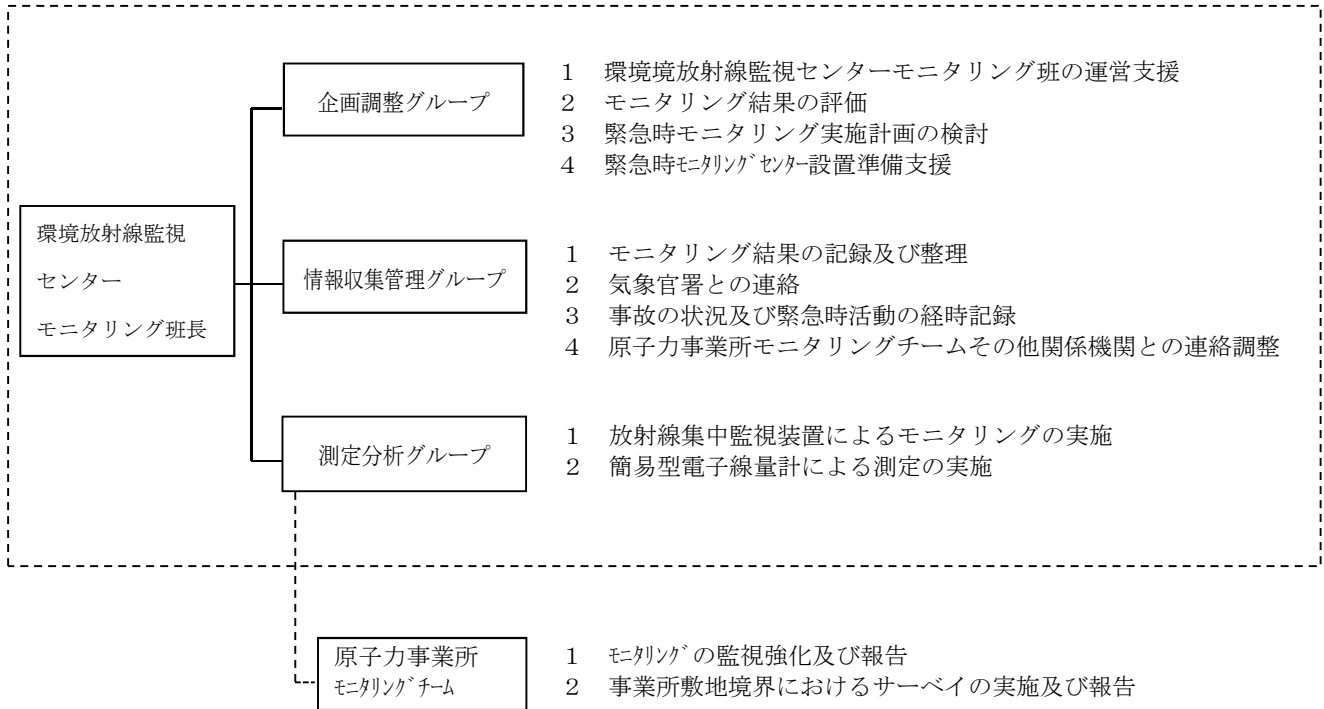 企画調整グループ
１　環境境放射線監視センターモニタリング班の運営支援
２　モニタリング結果の評価
３　緊急時モニタリング実施計画の検討
４　緊急時ﾓﾆﾀﾘﾝｸﾞｾﾝﾀｰ設置準備支援
環境放射線監視
センター
モニタリング班長
情報収集管理グループ
１　モニタリング結果の記録及び整理
２　気象官署との連絡
３　事故の状況及び緊急時活動の経時記録
４　原子力事業所モニタリングチームその他関係機関との連絡調整
測定分析グループ
１　放射線集中監視装置によるモニタリングの実施
２　簡易型電子線量計による測定の実施
原子力事業所
ﾓﾆﾀﾘﾝｸﾞﾁｰﾑ
１　ﾓﾆﾀﾘﾝｸﾞの監視強化及び報告
２　事業所敷地境界におけるサーベイの実施及び報告